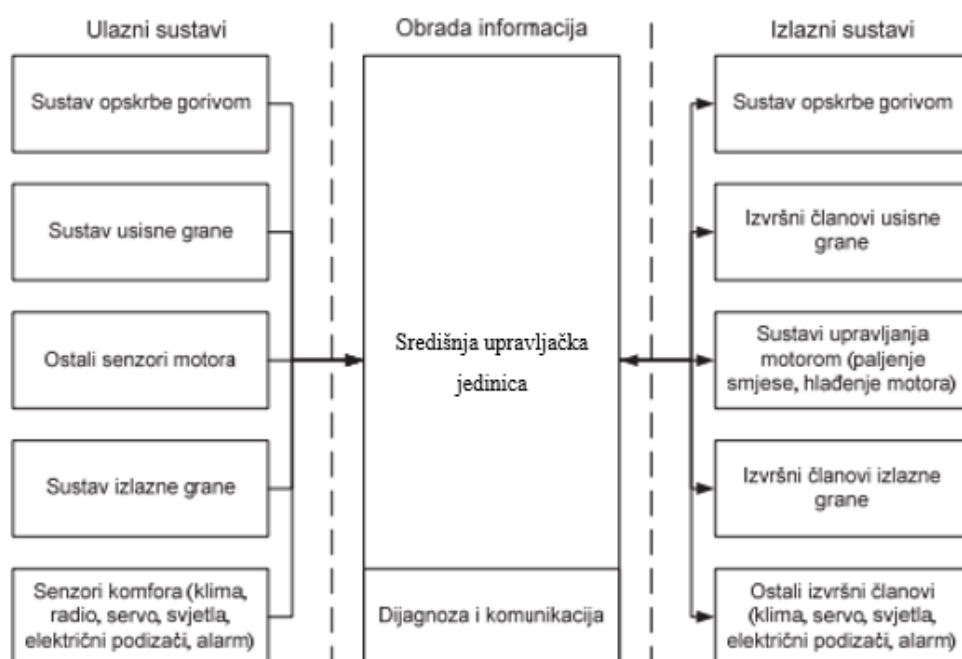 Ulazni sustavi
Sustav opskrbe gorivom
Sustav usisne grane
Ostali senzori motora
Sustav izlazne grane
Senzori komfora (klima,
radio, servo, svjetla,
električni podizači, alarm)
Obrada informacija
Središnja upravljačka
jedinica
Dijagnoza i komunikacija
Izlazni sustavi
Sustav opskrbe gorivom
Izvršni članovi usisne
grane
Sustavi upravljanja
motorom (paljenje
smjese, hlađenje motora)
Izvršni članovi izlazne
grane
Ostali izvršni članovi
(klima, servo, svjetla,
električni podizači, alarm)